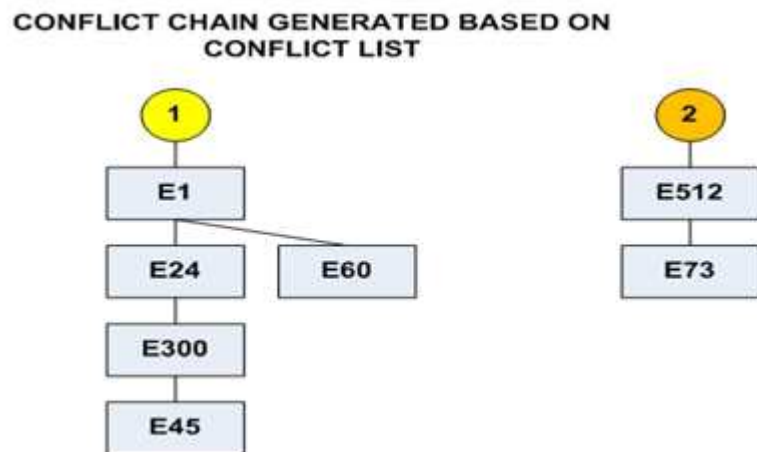 CONFLICT CHAIN GENERATED BASED ON
CONFLICT LIST
1
2
E1
E512
E24
E60
E73
E300
E45